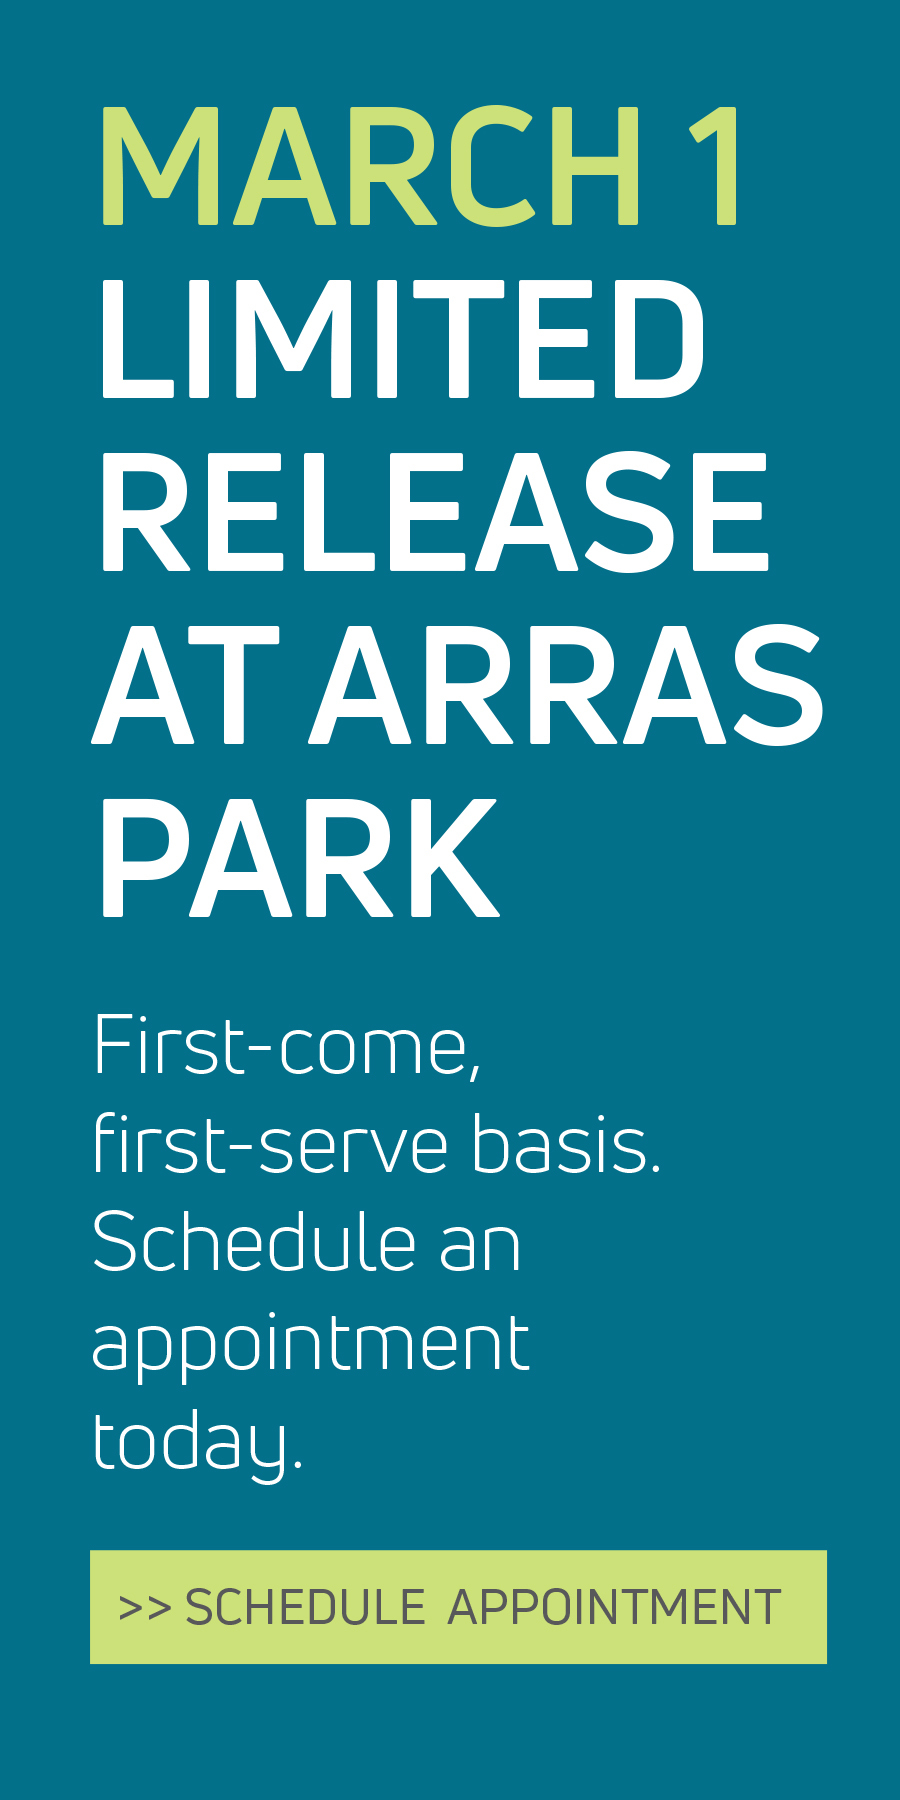 MARCH 1
LIMITED
RELEASE
AT ARRAS
PARK
First-come,
first-serve basis.
Schedule an
appointment
today.
>> SCHEDULE APPOINTMENT